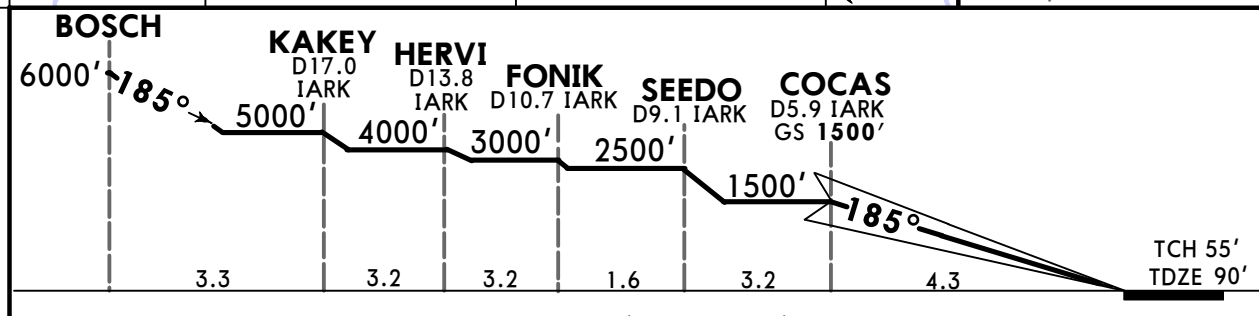 BOSCH
6000′
185°
5000′
KAKEY
D17.0
IARK
4000′
HERVI
D13.8
IARK
3000′
FONIK
D10.7 IARK
2500′
SEEDO
D9.1 IARK
1500′
COCAS
D5.9 IARK
GS 1500′
185°
TCH 55′
TDZE 90′
3.3
3.2
3.2
1.6
3.2
4.3